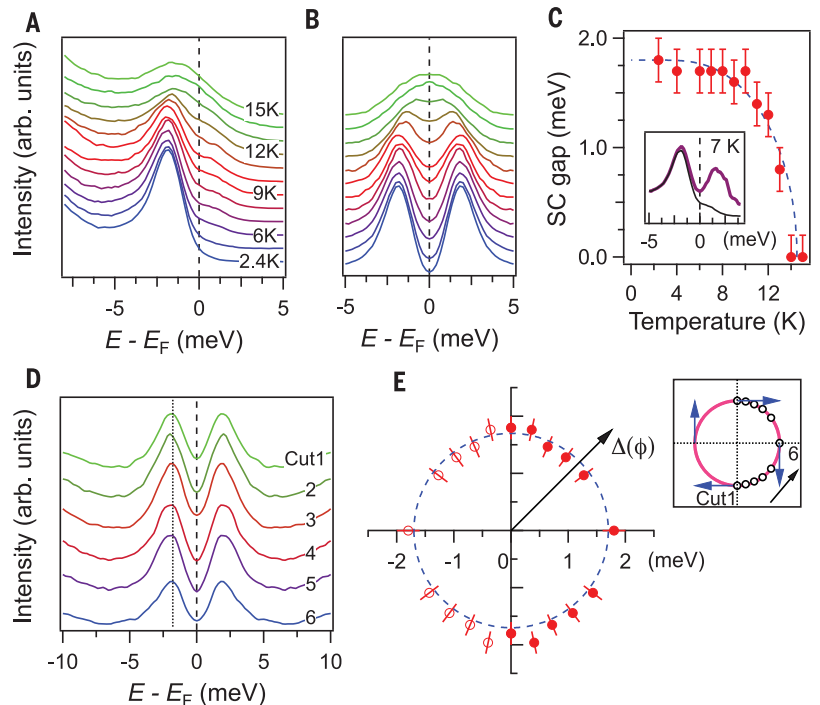 A
Intensity (arb. units)
15K
12K
9K
6K
2.4K
-5
0
5
E - EF (meV)
B
-5
0
5
E - EF (meV)
C
SC gap (meV)
2.0
1.0
0.0
7 K
-5
0
(meV)
0
4
8
12
Temperature (K)
D
Intensity (arb. units)
Cut1
2
3
4
5
6
-10
-5
0
5
10
E - EF (meV)
E
Δ(ϕ)
-2
-1
0
1
2
(meV)
6
Cut1